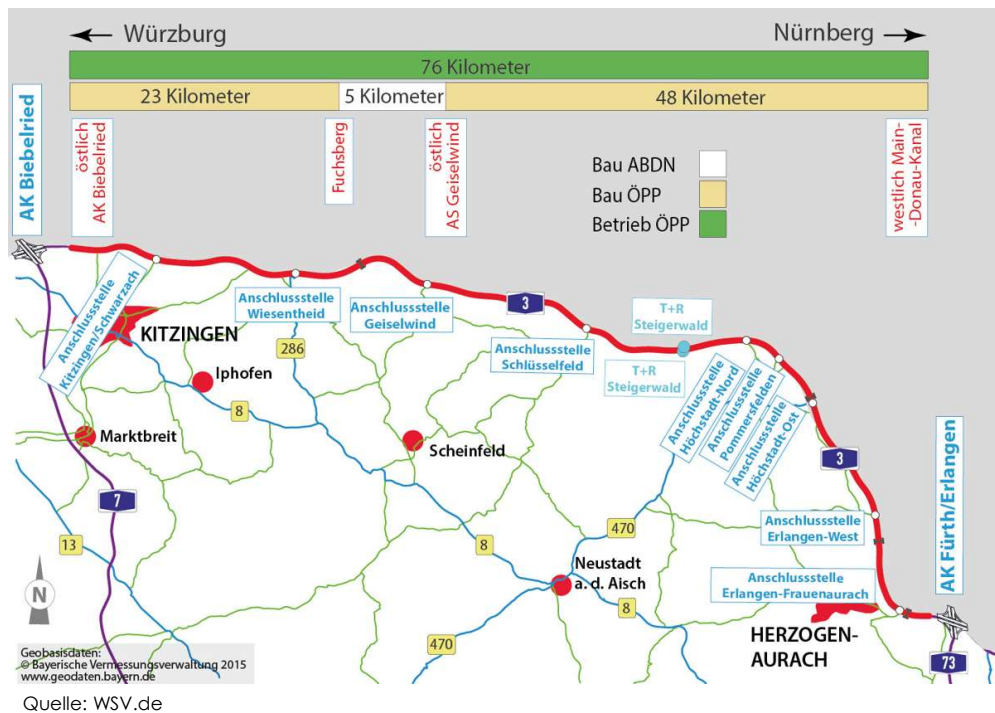 Würzburg
Nürnberg
76 Kilometer
23 Kilometer
5 Kilometer
48 Kilometer
AK Biebelried
östlich
AK Biebelried
Fuchsberg
östlich
AS Geiselwind
westlich Main-
-Donau-Kanal
Bau ABDN
Bau ÖPP
Betrieb ÖPP
Anschlussstelle
Kitzingen/Schwarzach
Anschlussstelle
Wiesentheid
Anschlussstelle
Geiselwind
3
T+R
Steigerwald
Anschlussstelle
Schlüsselfeld
T+R
Steigerwald
Anschlussstelle
Höchstadt-Nord
Anschlussstelle
Pommersfelden
Anschlussstelle
Höchstadt-Ost
KITZINGEN
286
Iphofen
8
Marktbreit
Scheinfeld
3
7
13
470
8
Anschlussstelle
Erlangen-West
AK Fürth/Erlangen
Neustadt
a. d. Aisch
8
Anschlussstelle
Erlangen-Frauenaurach
N
470
HERZOGEN-
AURACH
73
Geobasisdaten:
© Bayerische Vermessungsverwaltung 2015
www.geodaten.bayern.de
Quelle: WSV.de